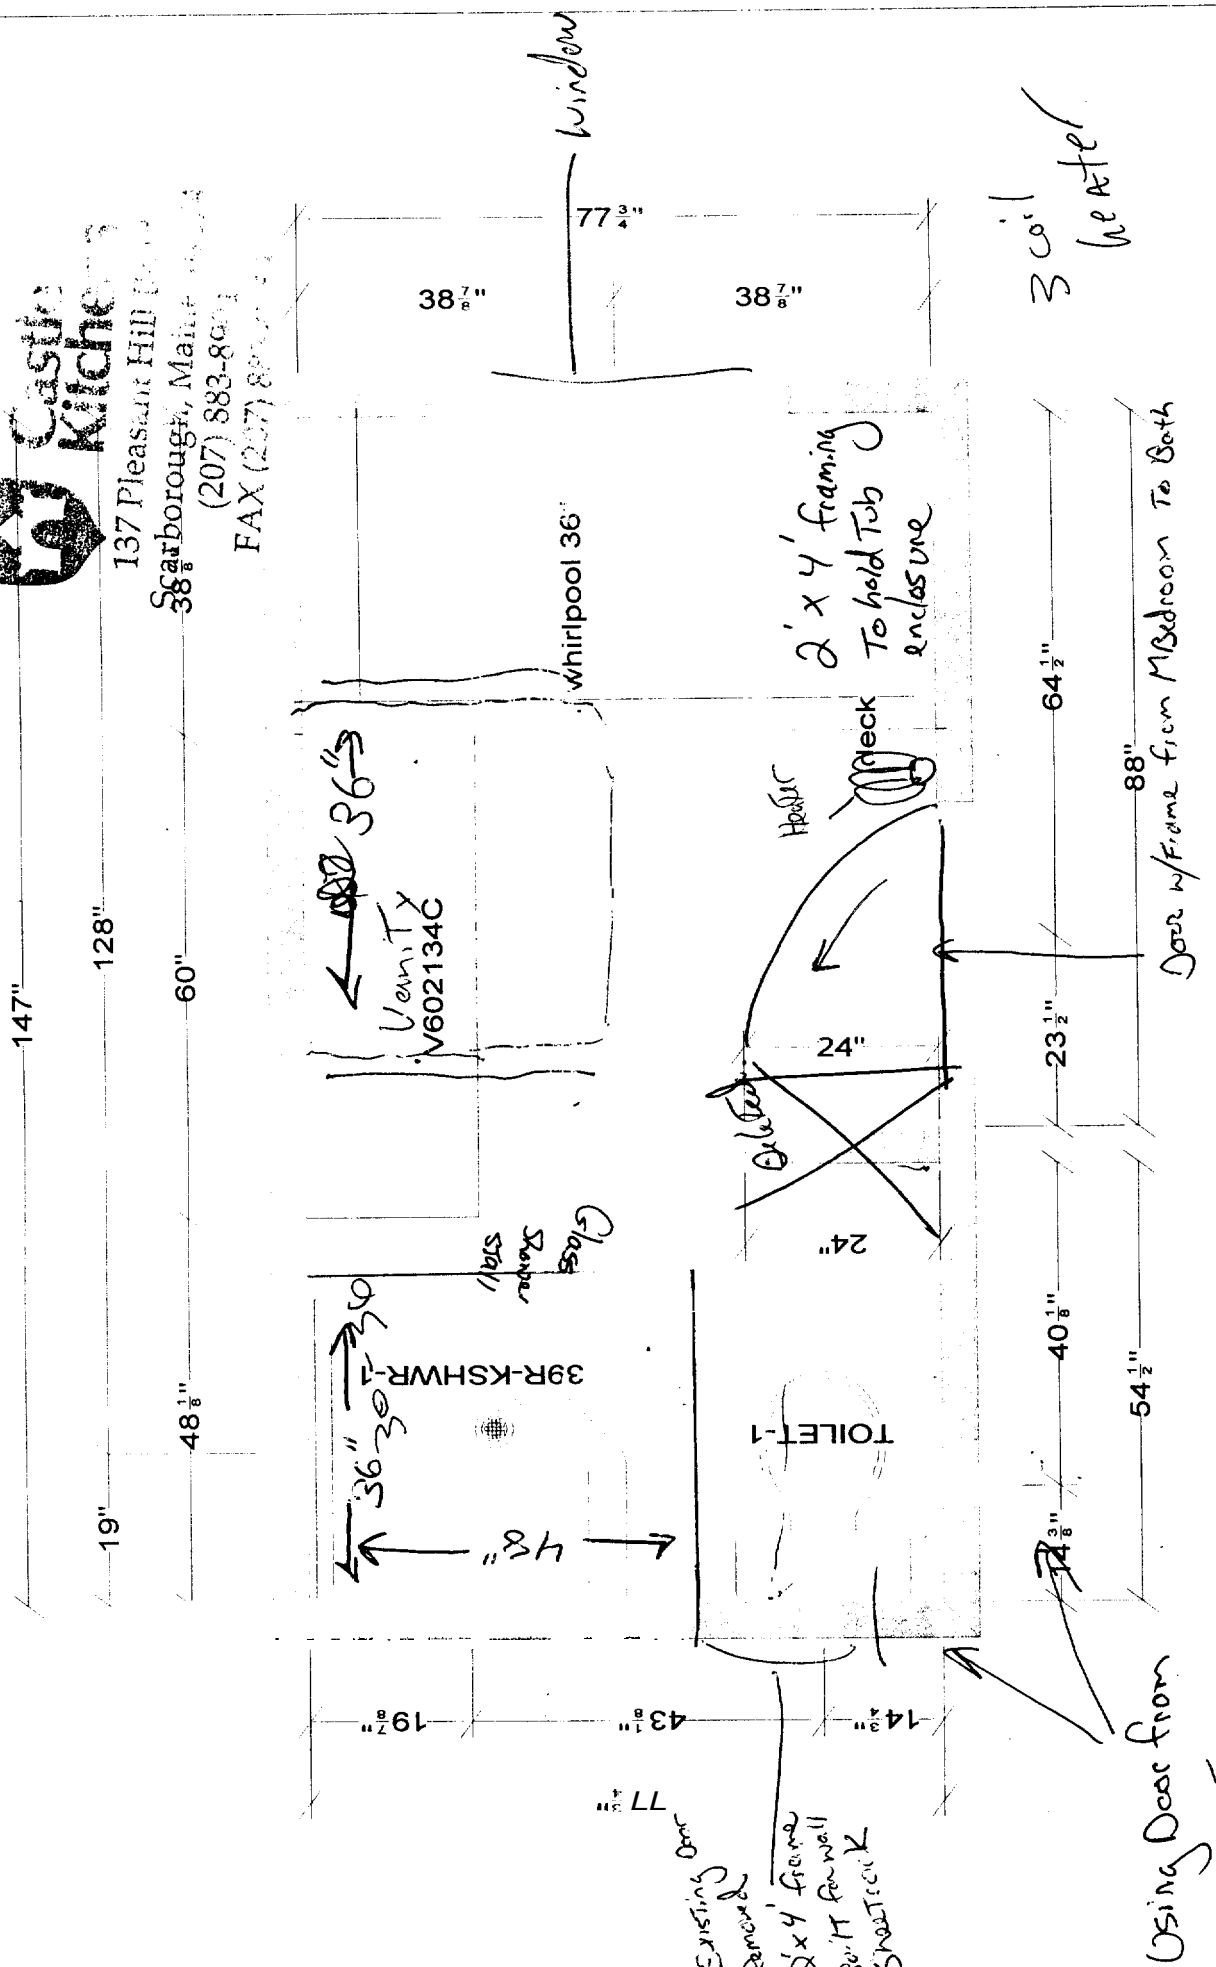 Castle
Kitchens
137 Pleasant Hill
Scarborough, Maine
(207) 883-
FAX (207)
147"
128"
19"
38 1/8"
60"
48 1/8"
Window
77 3/4"
38 7/8"
38 7/8"
3 coil
heater
whirlpool 36"
2'x4' framing
To hold Tub
enclosure
36"
Vanity
V602134C
Heater
Neck
24"
Deleted
24"
Glass
Shower
Stall
39R-KSHWR-1
36"
48"
TOILET-1
64 1/2"
23 1/2"
88"
Door w/Frame from MBedroom To Bath
40 1/8"
14 3/8"
54 1/2"
19 7/8"
43 1/8"
14 3/4"
77 3/4"
Existing Door
Removed
2'x4' frame
built for wall
Sheetrock
Using Door from